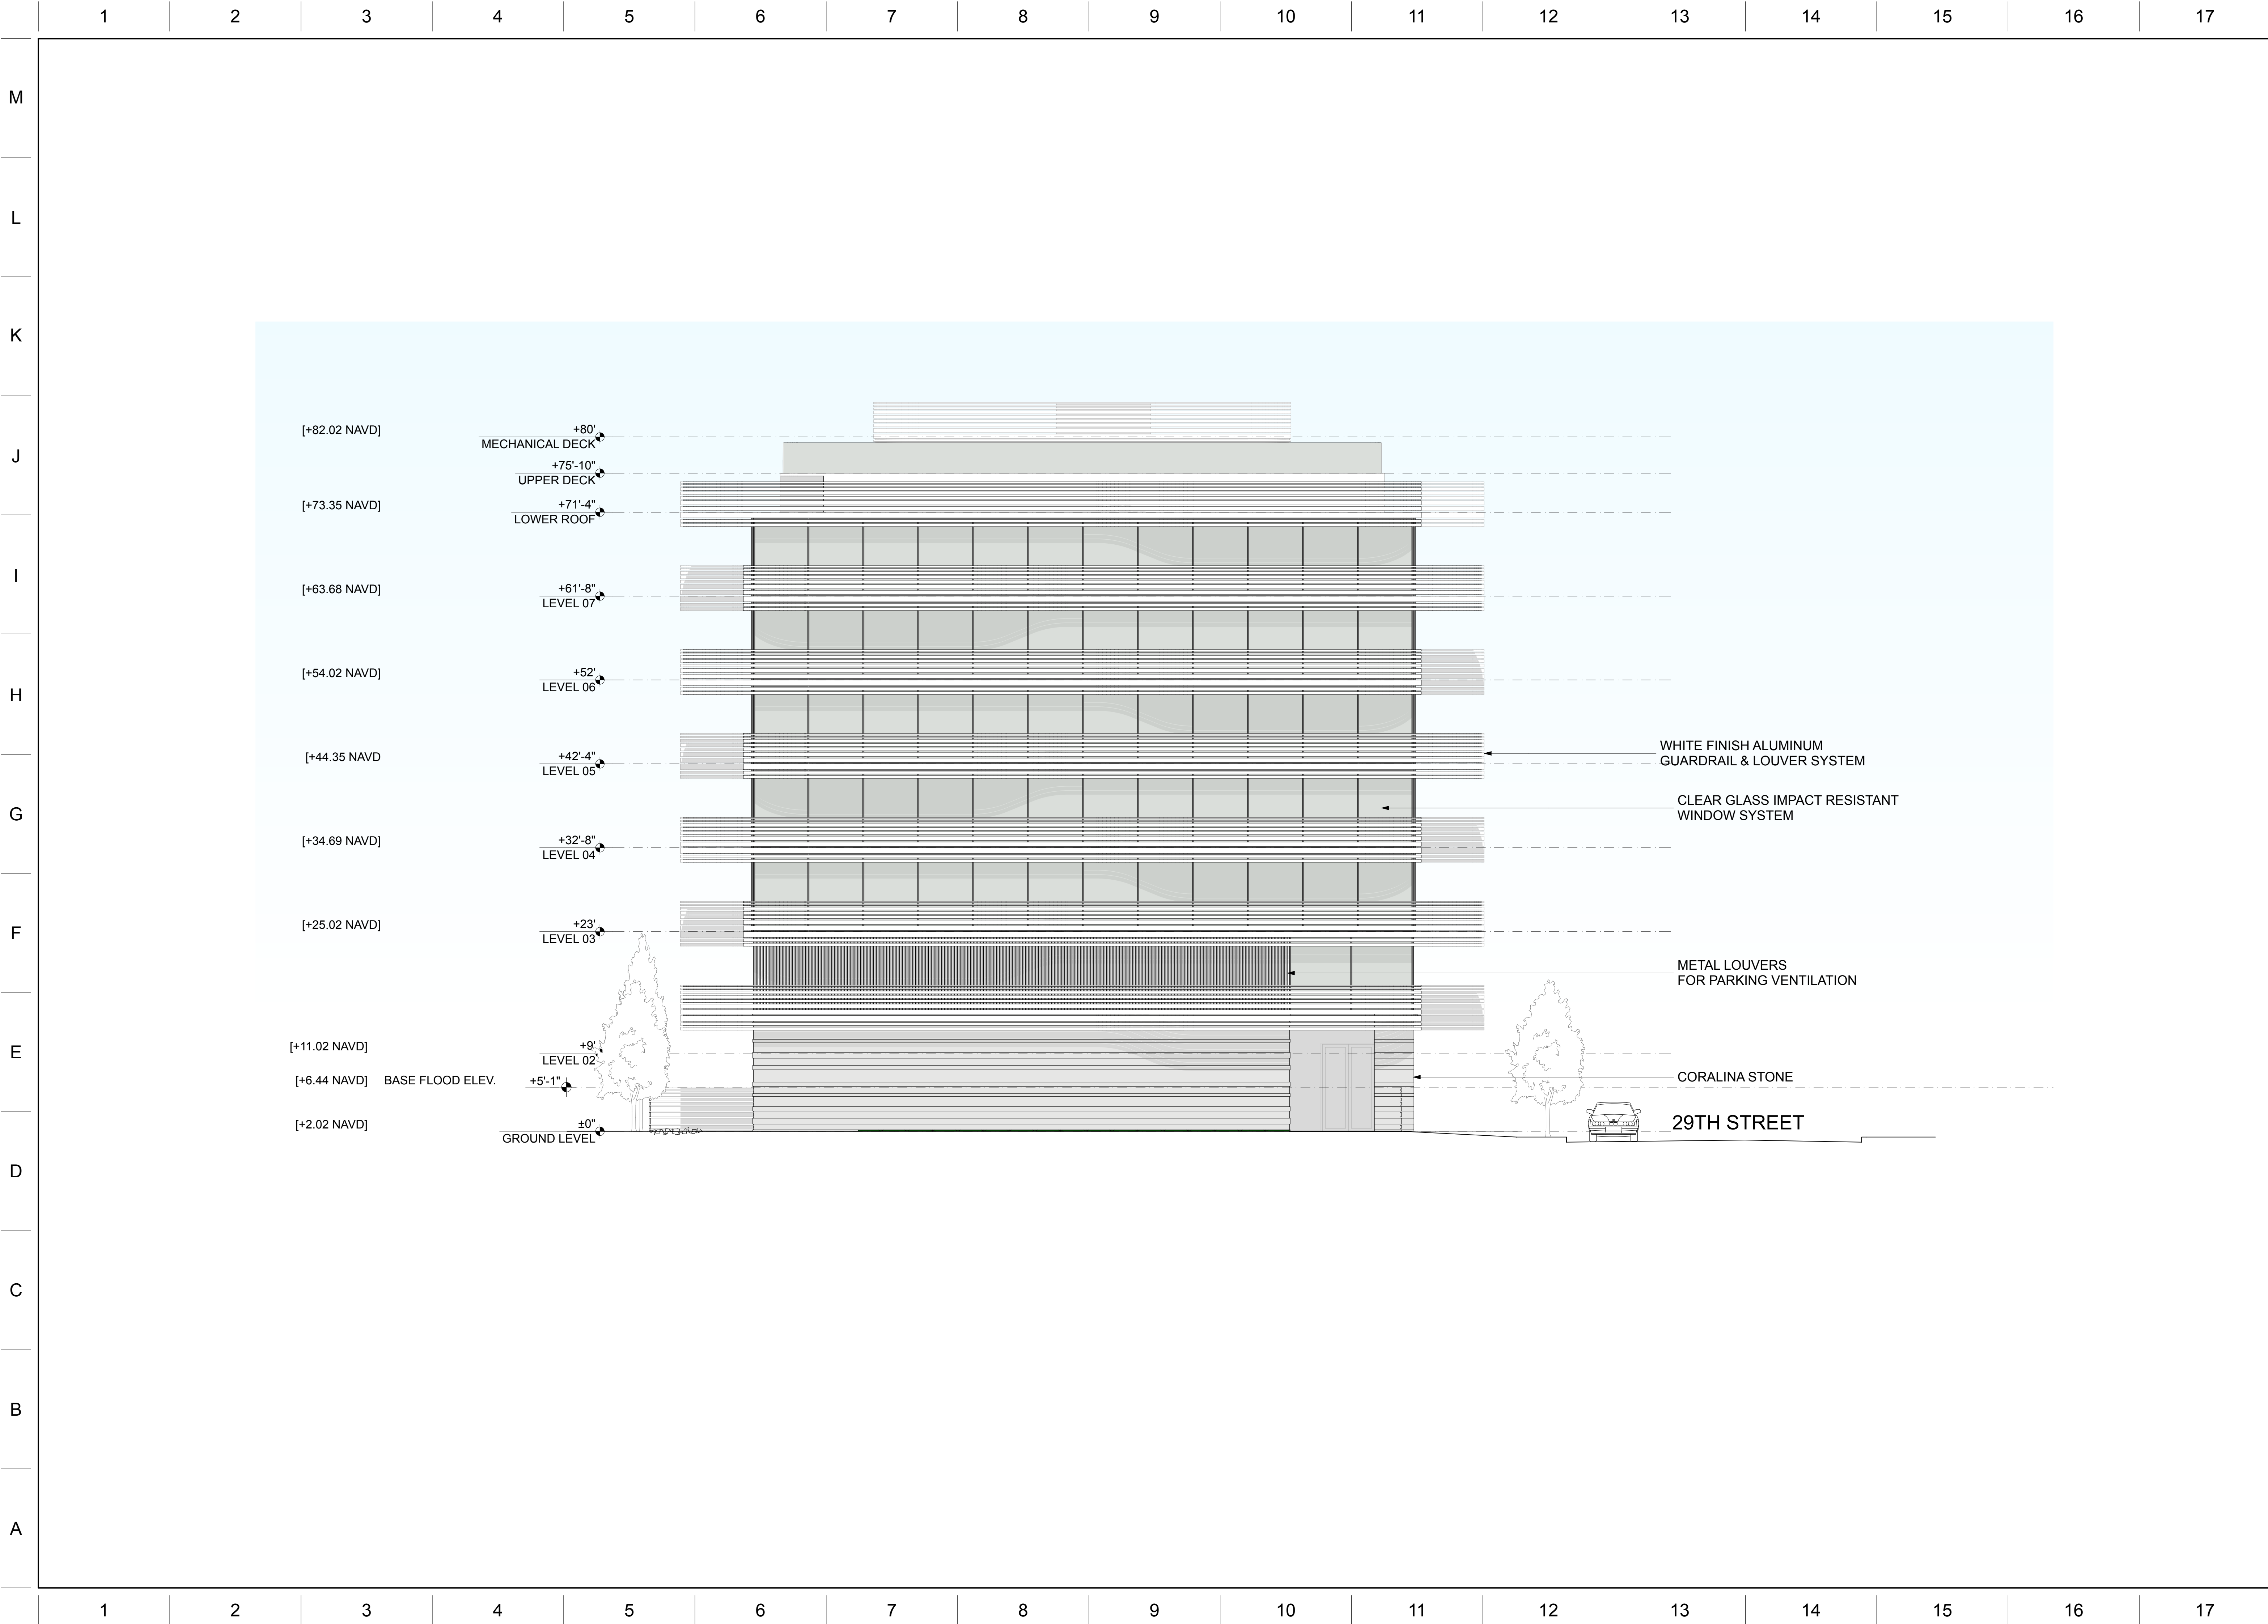 1 2 3 4 5 6 7 8 9 10 11 12 13 14 15 16 17
M
L
K
J
I
H
G
F
E
D
C
B
A
[+82.02 NAVD] +80'
MECHANICAL DECK
+75'-10"
UPPER DECK
[+73.35 NAVD] +71'-4"
LOWER ROOF
[+63.68 NAVD] +61'-8"
LEVEL 07
[+54.02 NAVD] +52'
LEVEL 06
[+44.35 NAVD +42'-4"
LEVEL 05
[+34.69 NAVD] +32'-8"
LEVEL 04
[+25.02 NAVD] +23'
LEVEL 03
[+11.02 NAVD] +9'
LEVEL 02
[+6.44 NAVD] BASE FLOOD ELEV. +5'-1"
[+2.02 NAVD] ±0"
GROUND LEVEL
WHITE FINISH ALUMINUM
GUARDRAIL & LOUVER SYSTEM
CLEAR GLASS IMPACT RESISTANT
WINDOW SYSTEM
METAL LOUVERS
FOR PARKING VENTILATION
CORALINA STONE
29TH STREET
1 2 3 4 5 6 7 8 9 10 11 12 13 14 15 16 17